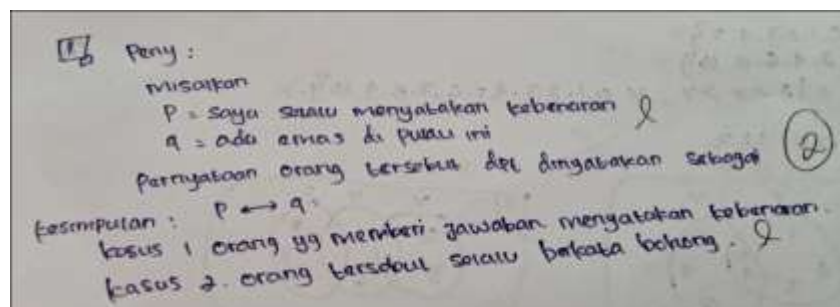 1. Peny :
misalkan
P = saya selalu menyatakan kebenaran
q = ada emas di pulau ini
Pernyataan orang tersebut dpt dinyatakan sebagai 2
P ↔ q.
kesimpulan :
kasus 1 orang yg memberi jawaban menyatakan kebenaran.
kasus 2. orang tersebut selalu berkata bohong.